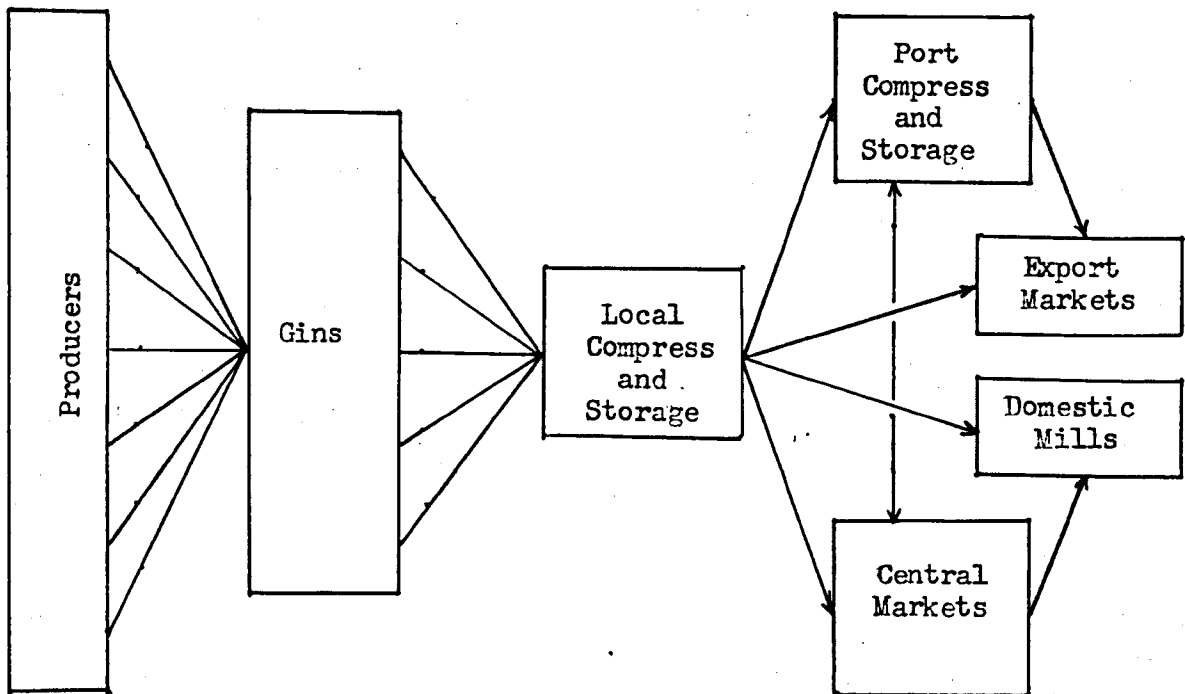 Producers
Gins
Local
Compress
and
Storage
Port
Compress
and
Storage
Export
Markets
Domestic
Mills
Central
Markets